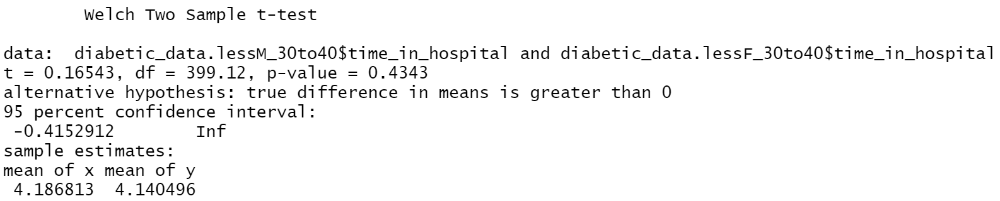 Welch Two Sample t-test
data:  diabetic_data.lessM_30to40$time_in_hospital and diabetic_data.lessF_30to40$time_in_hospital
t = 0.16543, df = 399.12, p-value = 0.4343
alternative hypothesis: true difference in means is greater than 0
95 percent confidence interval:
 -0.4152912        Inf
sample estimates:
mean of x mean of y
 4.186813  4.140496